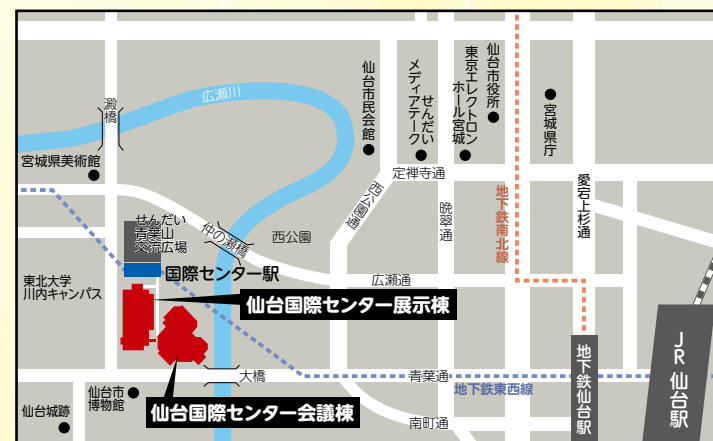 広瀬川
澱橋
宮城県美術館
仙台市民会館
せんだい
メディアテーク
東京エレクトロン
ホール宮城
仙台市役所
宮城県庁
定禅寺通
西公園通
晩翠通
地下鉄南北線
愛宕上杉通
せんだい
青葉山
交流広場
仲の瀬橋
西公園
国際センター駅
広瀬通
東北大学
川内キャンパス
仙台国際センター展示棟
JR 仙台駅
地下鉄仙台駅
大橋
青葉通
地下鉄東西線
仙台市
博物館
仙台城跡
仙台国際センター会議棟
南町通